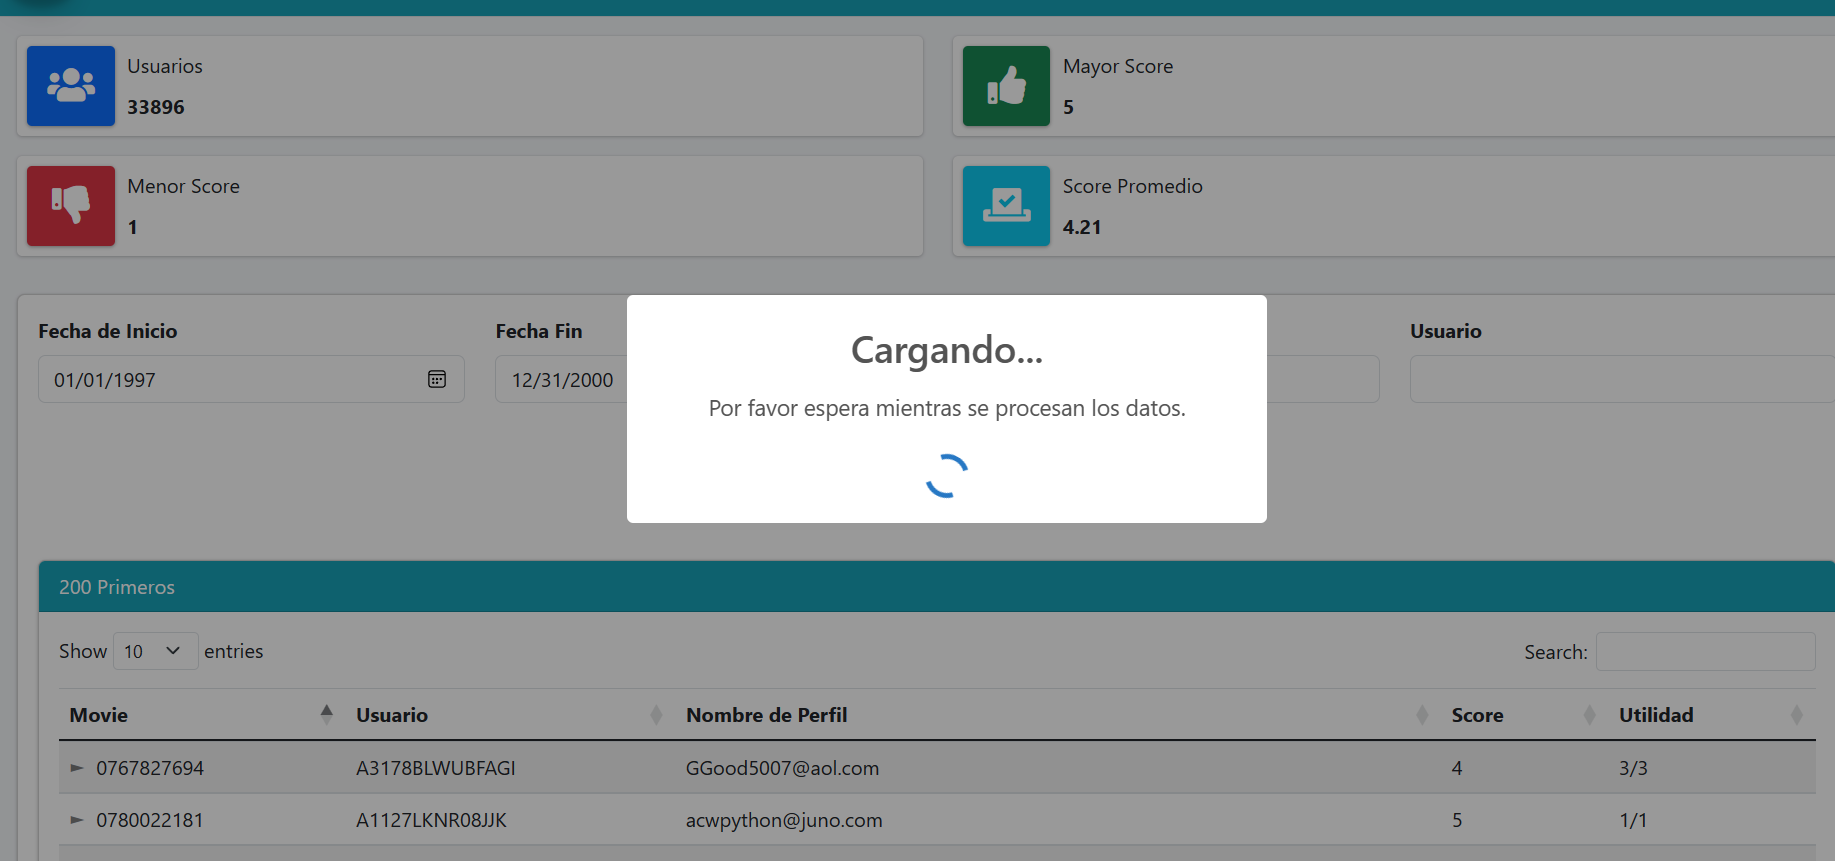 Usuarios
33896
Mayor Score
5
Menor Score
1
Score Promedio
4.21
Fecha de Inicio
Fecha Fin
Usuario
01/01/1997
12/31/2000
Cargando...
Por favor espera mientras se procesan los datos.
200 Primeros
Show 10 entries
Search:
Movie Usuario Nombre de Perfil Score Utilidad
0767827694 A3178BLWUBFAGI GGood5007@aol.com 4 3/3
0780022181 A1127LKNR08JJK acwpython@juno.com 5 1/1